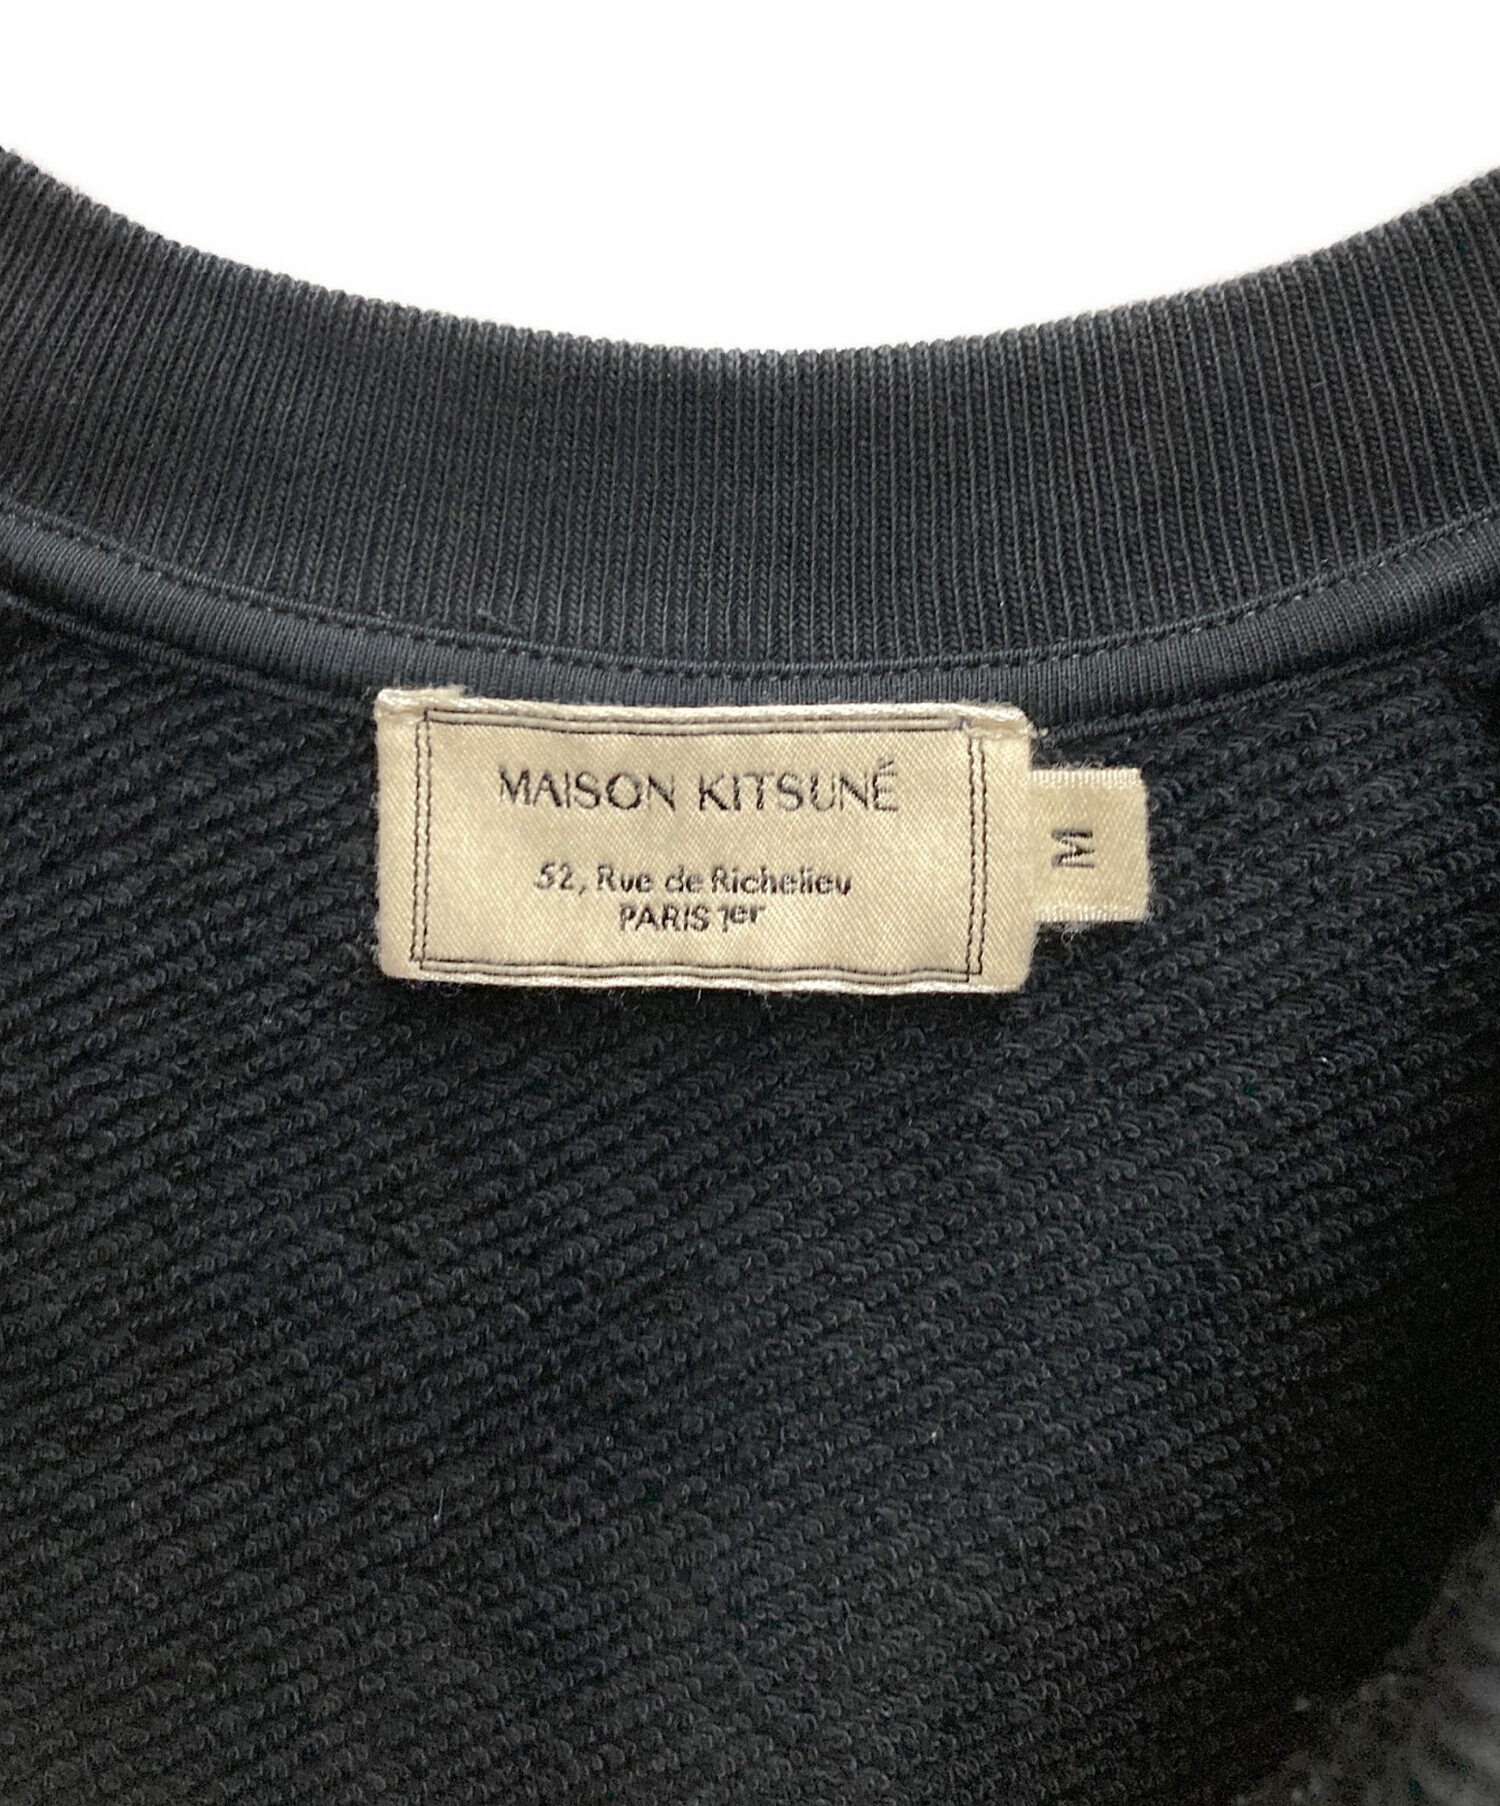 MAISON KITSUNÉ
52, Rue de Richelieu
PARIS 1er
M